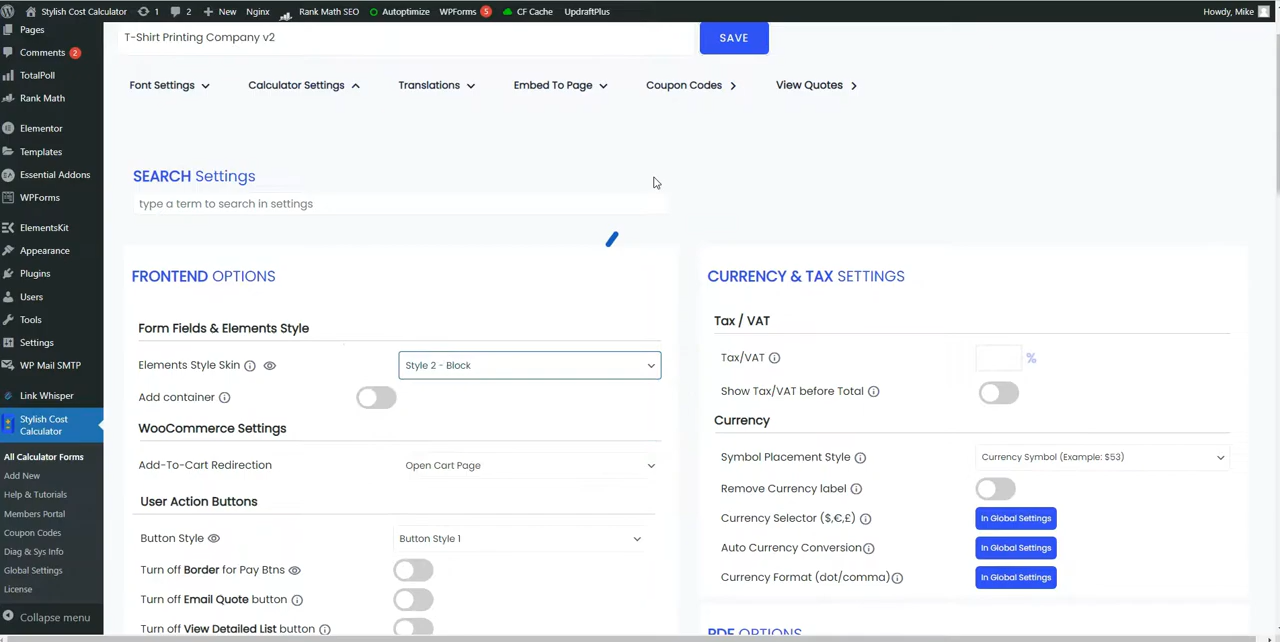 Stylish Cost Calculator 1 2 New Nginx Rank Math SEO Autoptimize WPForms 5 CF Cache UpdraftPlus Howdy, Mike
Pages
Comments 2
TotalPoll
Rank Math
Elementor
Templates
Essential Addons
WPForms
ElementsKit
Appearance
Plugins
Users
Tools
Settings
WP Mail SMTP
Link Whisper
Stylish Cost
Calculator
All Calculator Forms
Add New
Help & Tutorials
Members Portal
Coupon Codes
Diag & Sys Info
Global Settings
License
Collapse menu
T-Shirt Printing Company v2
SAVE
Font Settings Calculator Settings Translations Embed To Page Coupon Codes View Quotes
SEARCH Settings
type a term to search in settings
FRONTEND OPTIONS
Form Fields & Elements Style
Elements Style Skin Style 2 - Block
Add container
WooCommerce Settings
Add-To-Cart Redirection Open Cart Page
User Action Buttons
Button Style Button Style 1
Turn off Border for Pay Btns
Turn off Email Quote button
Turn off View Detailed List button
CURRENCY & TAX SETTINGS
Tax / VAT
Tax/VAT %
Show Tax/VAT before Total
Currency
Symbol Placement Style Currency Symbol (Example: $53)
Remove Currency label
Currency Selector ($,€,£) In Global Settings
Auto Currency Conversion In Global Settings
Currency Format (dot/comma) In Global Settings
PDF OPTIONS